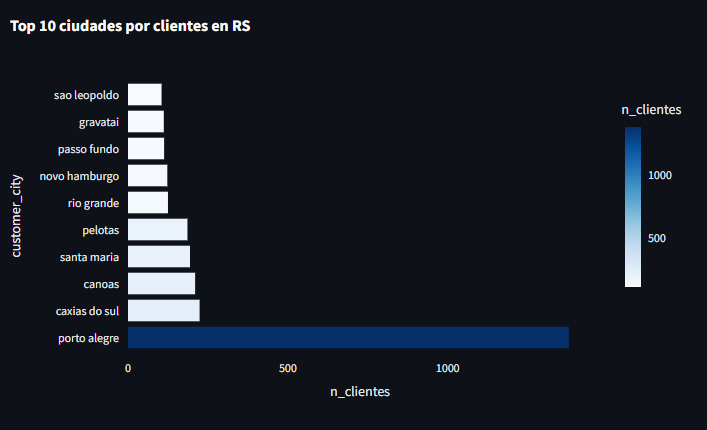 Top 10 ciudades por clientes en RS
n_clientes
1000
500
customer_city
sao leopoldo
gravatai
passo fundo
novo hamburgo
rio grande
pelotas
santa maria
canoas
caxias do sul
porto alegre
0
500
1000
n_clientes